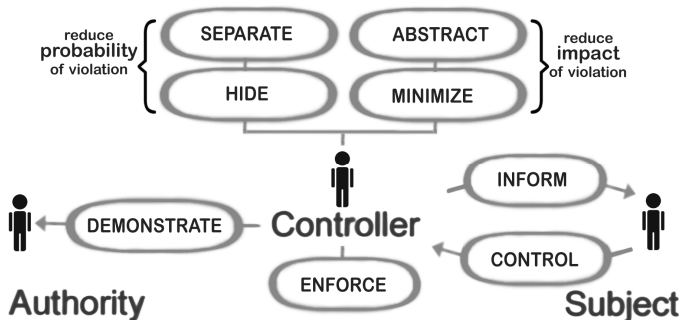 reduce
probability
of violation
SEPARATE
ABSTRACT
reduce
impact
of violation
HIDE
MINIMIZE
INFORM
DEMONSTRATE
Controller
CONTROL
ENFORCE
Authority
Subject